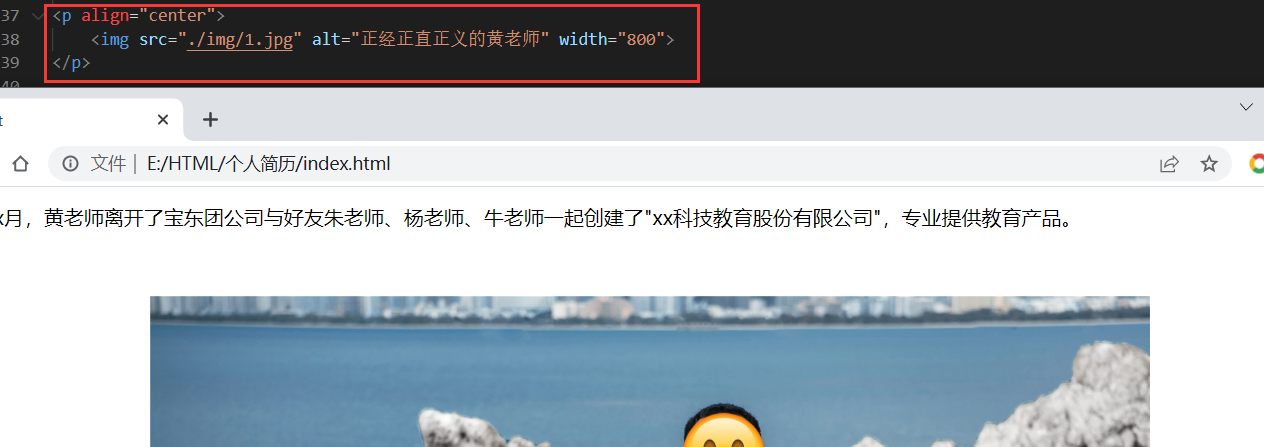 37 <p align="center">
38 <img src="./img/1.jpg" alt="正经正直正义的黄老师" width="800">
39 </p>
40
t
文件 | E:/HTML/个人简历/index.html
x月，黄老师离开了宝东团公司与好友朱老师、杨老师、牛老师一起创建了"xx科技教育股份有限公司"，专业提供教育产品。